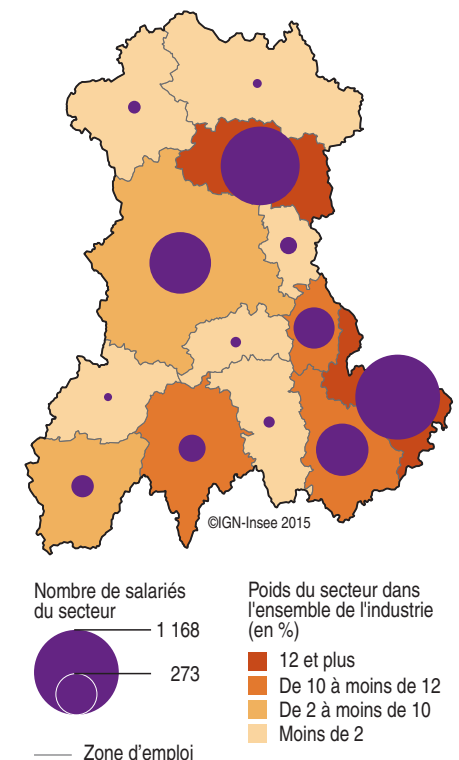 ©IGN-Insee 2015
Nombre de salariés
du secteur
1 168
273
Zone d'emploi
Poids du secteur dans
l'ensemble de l'industrie
(en %)
12 et plus
De 10 à moins de 12
De 2 à moins de 10
Moins de 2